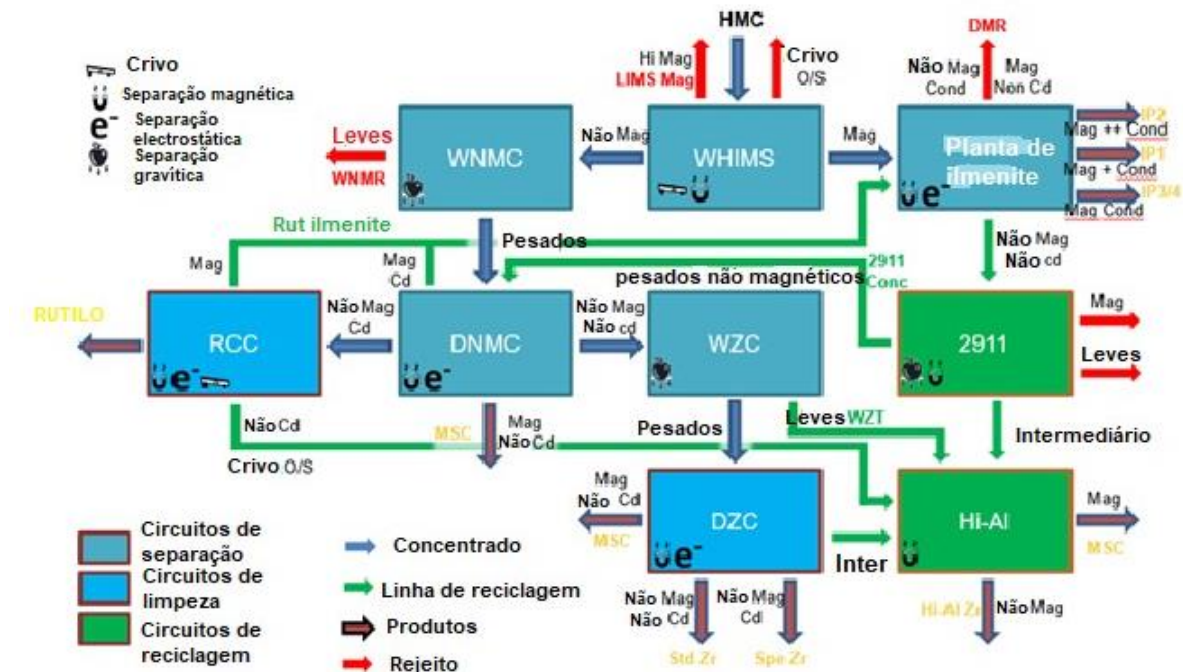 HMC
DMR
Crivo
Separação magnética
Separação
electrostática
Separação
gravítica
e-
Hi Mag
LIMS Mag
Crivo
O/S
Não Mag
Cond
Mag
Non Cd
Leves
WNMR
WNMC
Não Mag
WHIMS
Mag
Planta de
ilmenite
IP2
Mag ++ Cond
IP1
Mag + Cond
IP3/4
Mag Cond
e-
Rut ilmenite
Pesados
Não Mag
Não cd
Mag
Mag
Cd
pesados não magnéticos
2911
Conc
RUTILO
RCC
e-
Não Mag
Cd
DNMC
e-
Não Mag
Não cd
WZC
2911
Mag
Leves
Não Cd
Crivo O/S
MSC
Mag
Não Cd
Pesados
Leves WZT
Intermediário
Mag
Não Cd
MSC
DZC
e-
Inter
Hi-Al
Mag
MSC
Circuitos de
separação
Circuitos de
limpeza
Circuitos de
reciclagem
Concentrado
Linha de reciclagem
Produtos
Rejeito
Não Mag
Não Cd
Não Mag
Cd
Std Zr
Spe Zr
Hi-Al Zr
Não Mag